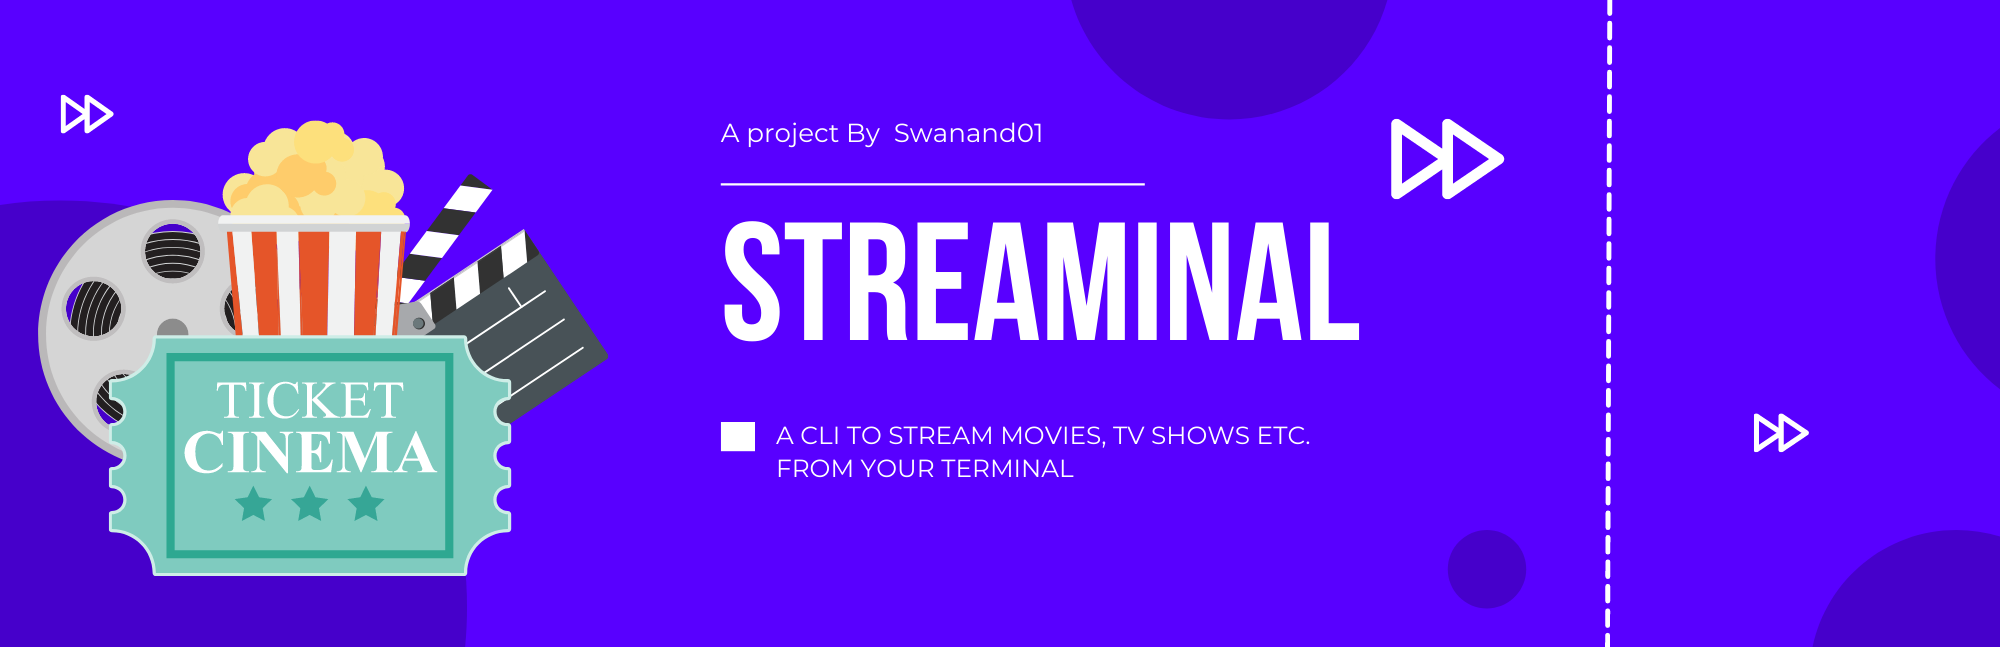 A project By  Swanand01
STREAMINAL
A CLI TO STREAM MOVIES, TV SHOWS ETC.
FROM YOUR TERMINAL
TICKET
CINEMA